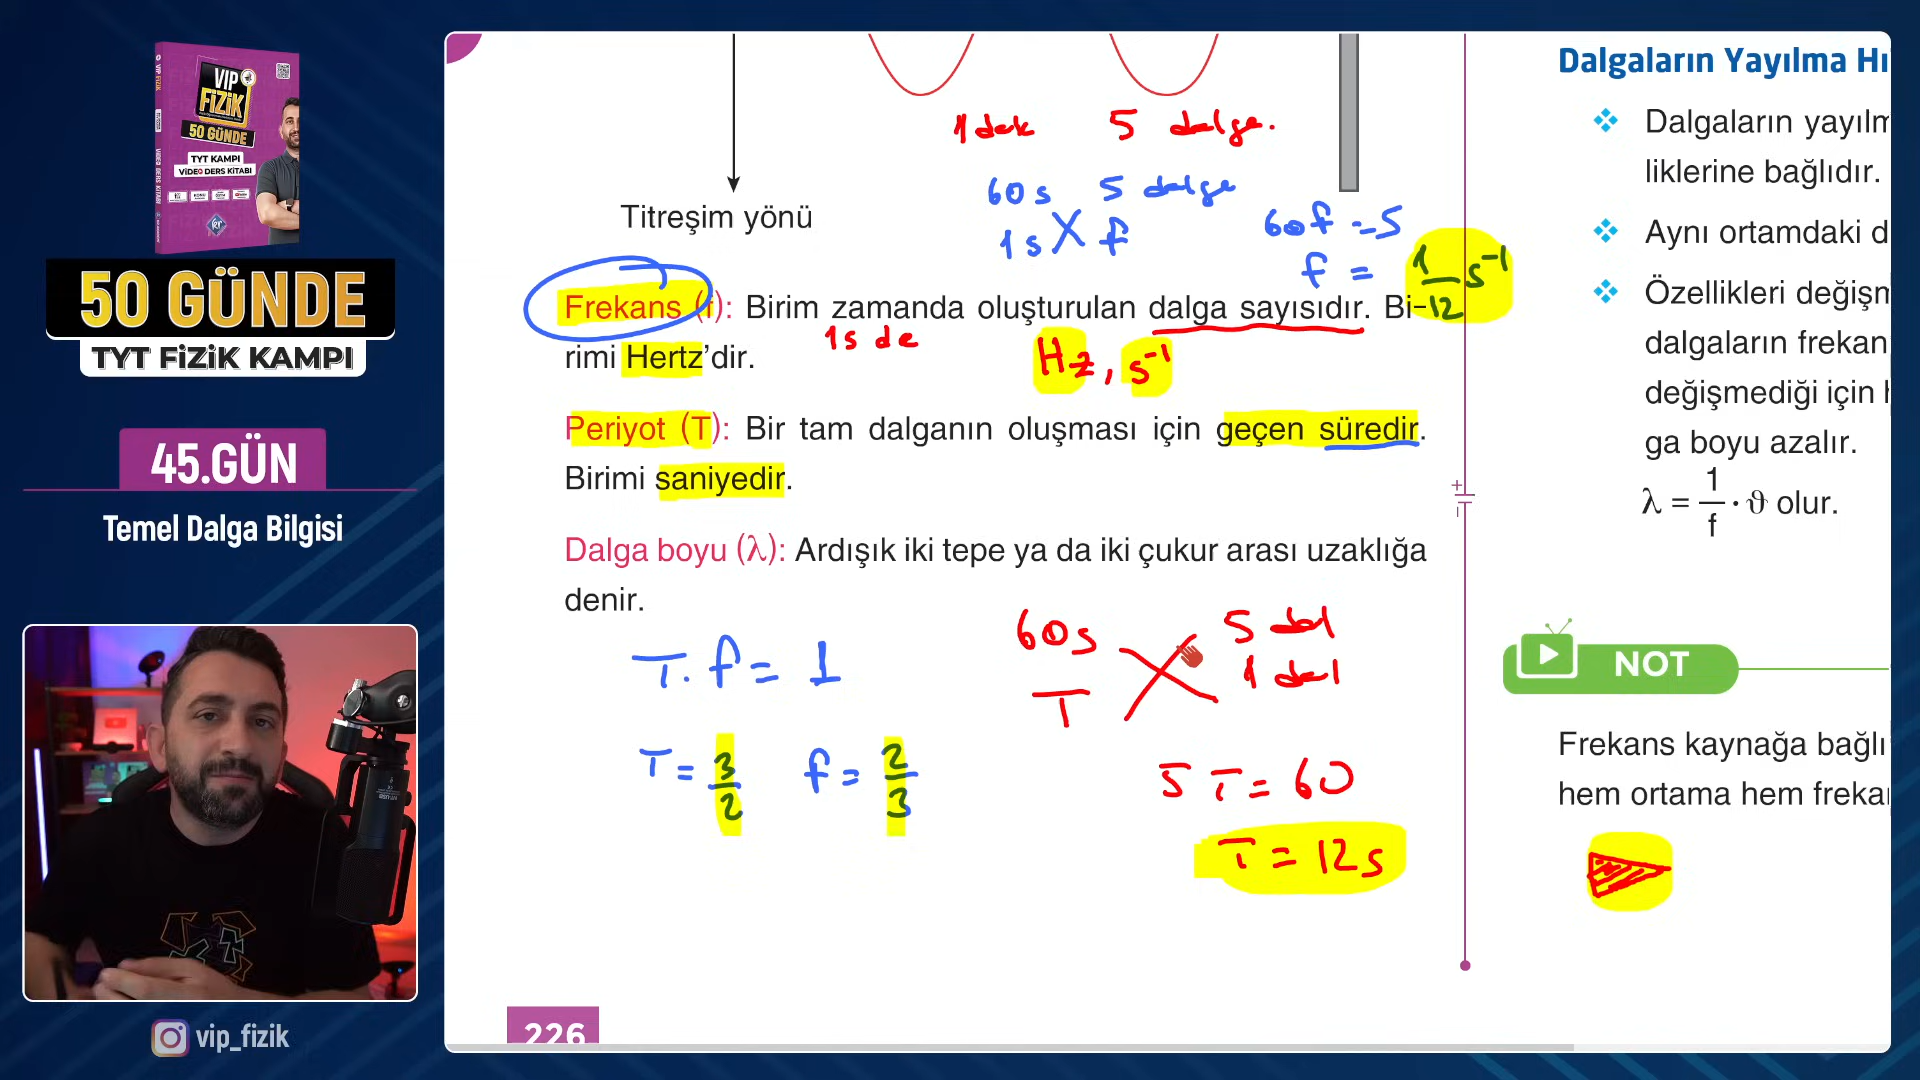 VIP
FİZİK
50 GÜNDE
TYT KAMPI
VİDEO DERS KİTABI
50 GÜNDE
TYT FİZİK KAMPI
45.GÜN
Temel Dalga Bilgisi
vip_fizik
1 dak 5 dalga.
60 s 5 dalga
1 s f
60f = 5
f = 1/12 s⁻¹
Titreşim yönü
Frekans (f): Birim zamanda oluşturulan dalga sayısıdır. Bi-
1s de
rimi Hertz'dir.
Hz, s⁻¹
Periyot (T): Bir tam dalganın oluşması için geçen süredir.
Birimi saniyedir.
Dalga boyu (λ): Ardışık iki tepe ya da iki çukur arası uzaklığa
denir.
T. f = 1
T = 3/2 f = 2/3
60s 5 dal
T 1 dal
5 T = 60
T = 12s
226
Dalgaların Yayılma Hı
Dalgaların yayılm
liklerine bağlıdır.
Aynı ortamdaki d
Özellikleri değişm
dalgaların frekan
değişmediği için
ga boyu azalır.
λ = 1/f · ϑ olur.
NOT
Frekans kaynağa bağlı
hem ortama hem freka